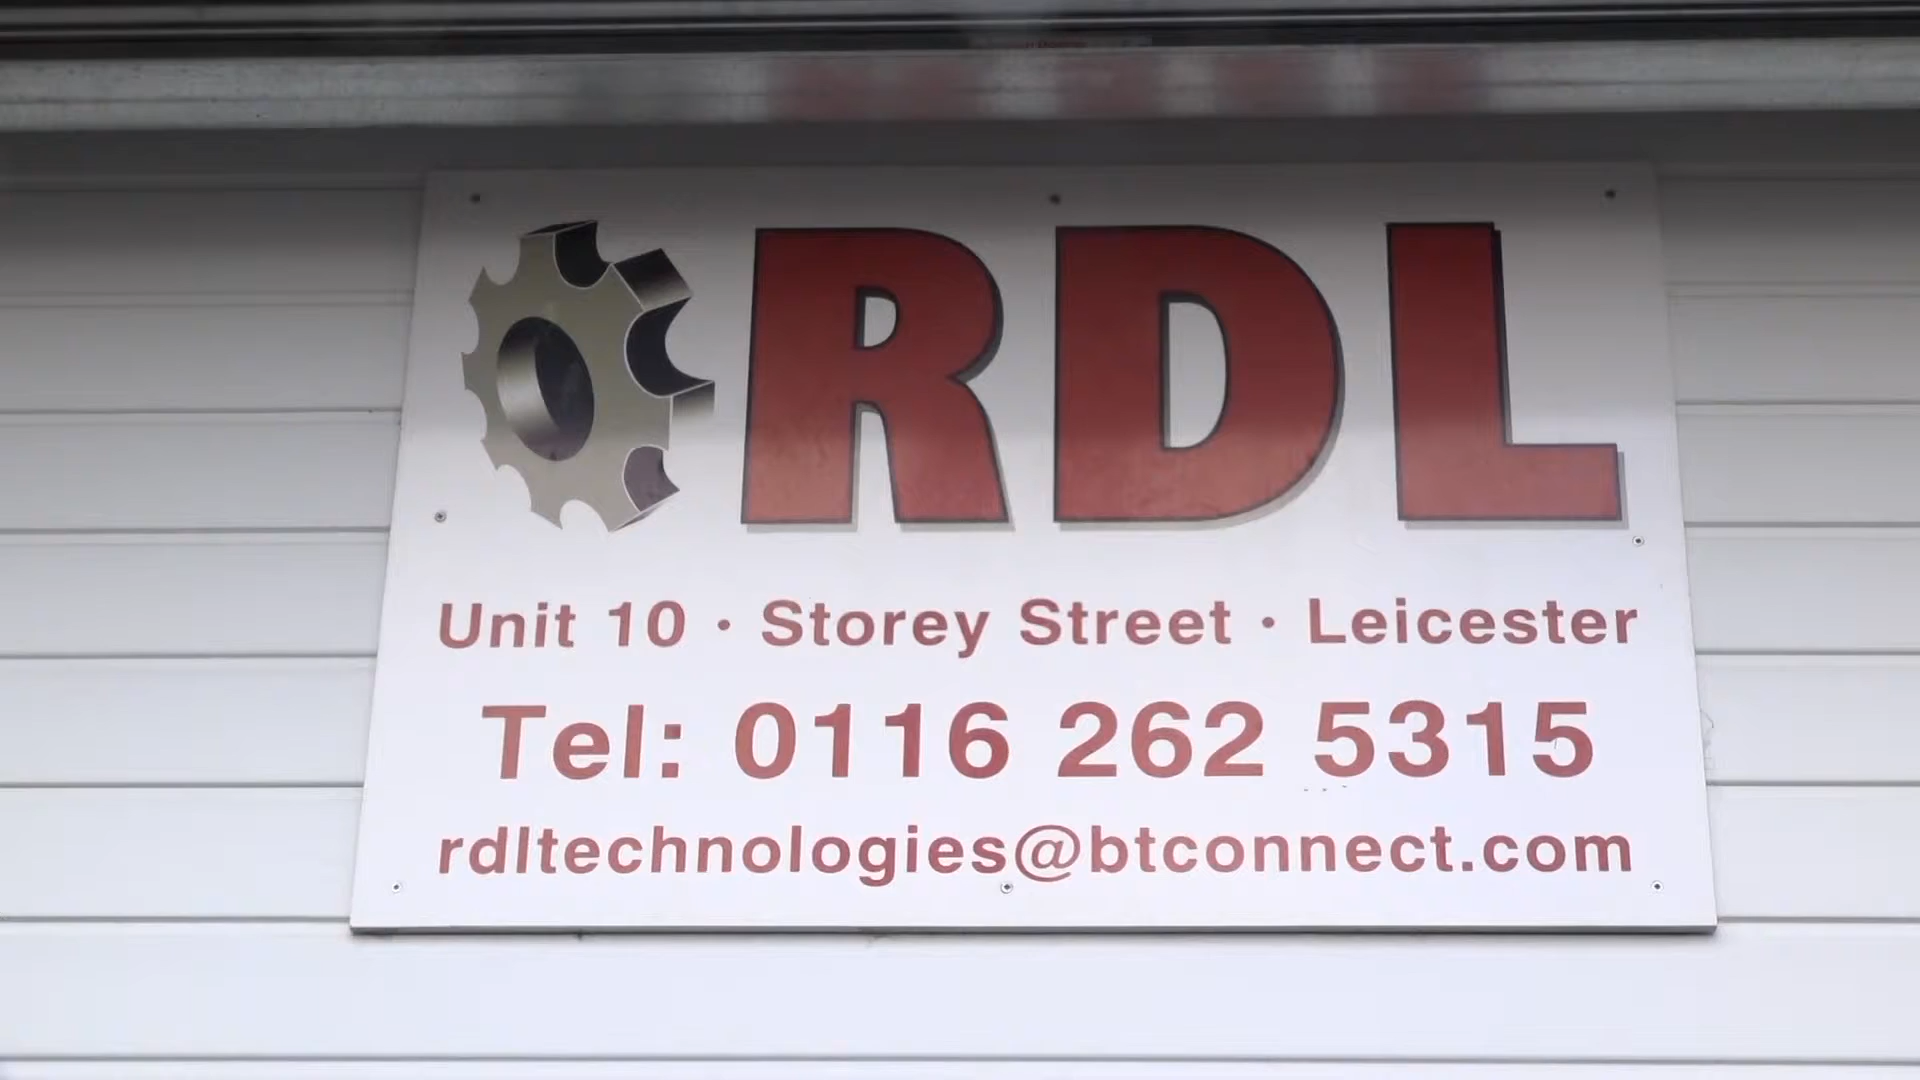 RDL
Unit 10 · Storey Street · Leicester
Tel: 0116 262 5315
rdltechnologies@btconnect.com